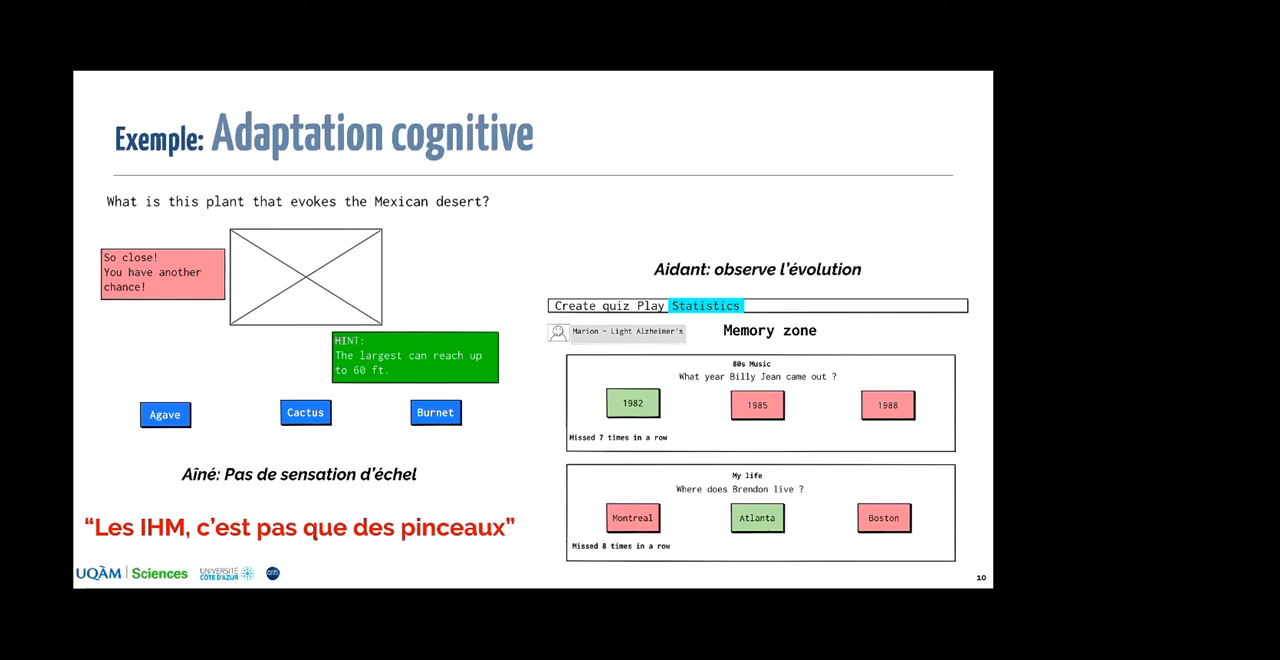 Exemple: Adaptation cognitive
What is this plant that evokes the Mexican desert?
So close!
You have another
chance!
HINT:
The largest can reach up
to 60 ft.
Agave
Cactus
Burnet
Aîné: Pas de sensation d'échel
"Les IHM, c'est pas que des pinceaux"
Aidant: observe l'évolution
Create quiz Play Statistics
Marion - Light Alzheimer's
Memory zone
80s Music
What year Billy Jean came out ?
1982
1985
1988
Missed 7 times in a row
My life
Where does Brendon live ?
Montreal
Atlanta
Boston
Missed 8 times in a row
UQÀM | Sciences
UNIVERSITÉ
CÔTE D'AZUR
cnrs
10